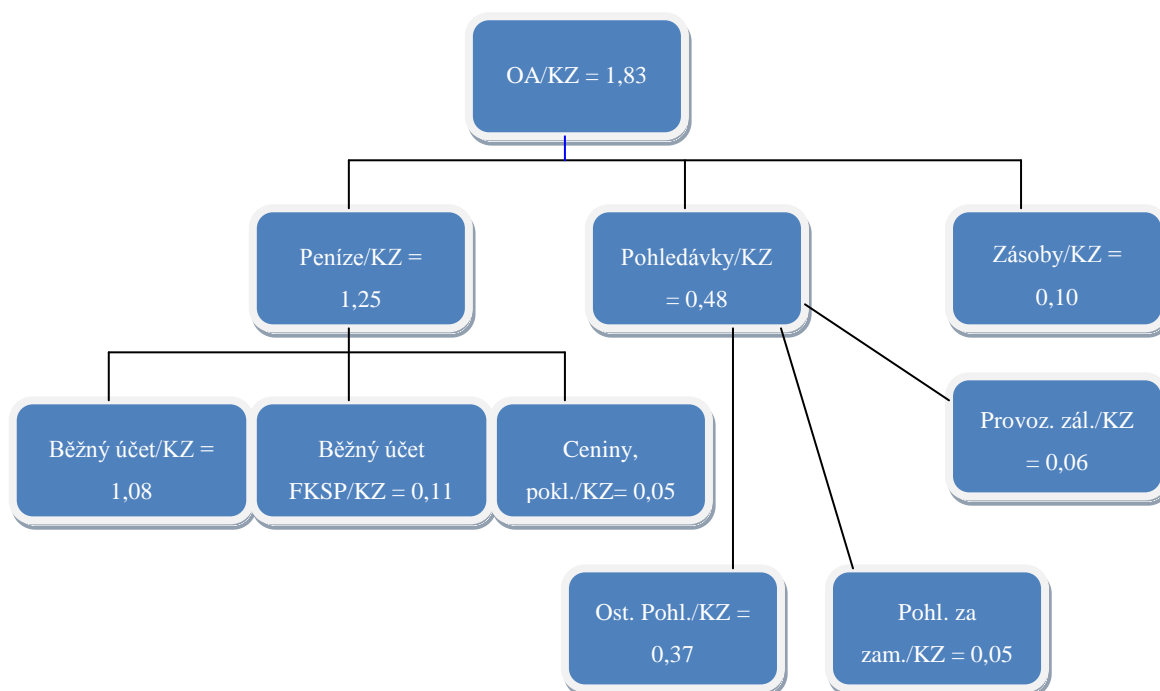 OA/KZ = 1,83
Peníze/KZ =
1,25
Pohledávky/KZ
= 0,48
Zásoby/KZ =
0,10
Běžný účet/KZ =
1,08
Běžný účet
FKSP/KZ = 0,11
Ceniny,
pokl./KZ= 0,05
Provoz. zál./KZ
= 0,06
Ost. Pohl./KZ =
0,37
Pohl. za
zam./KZ = 0,05